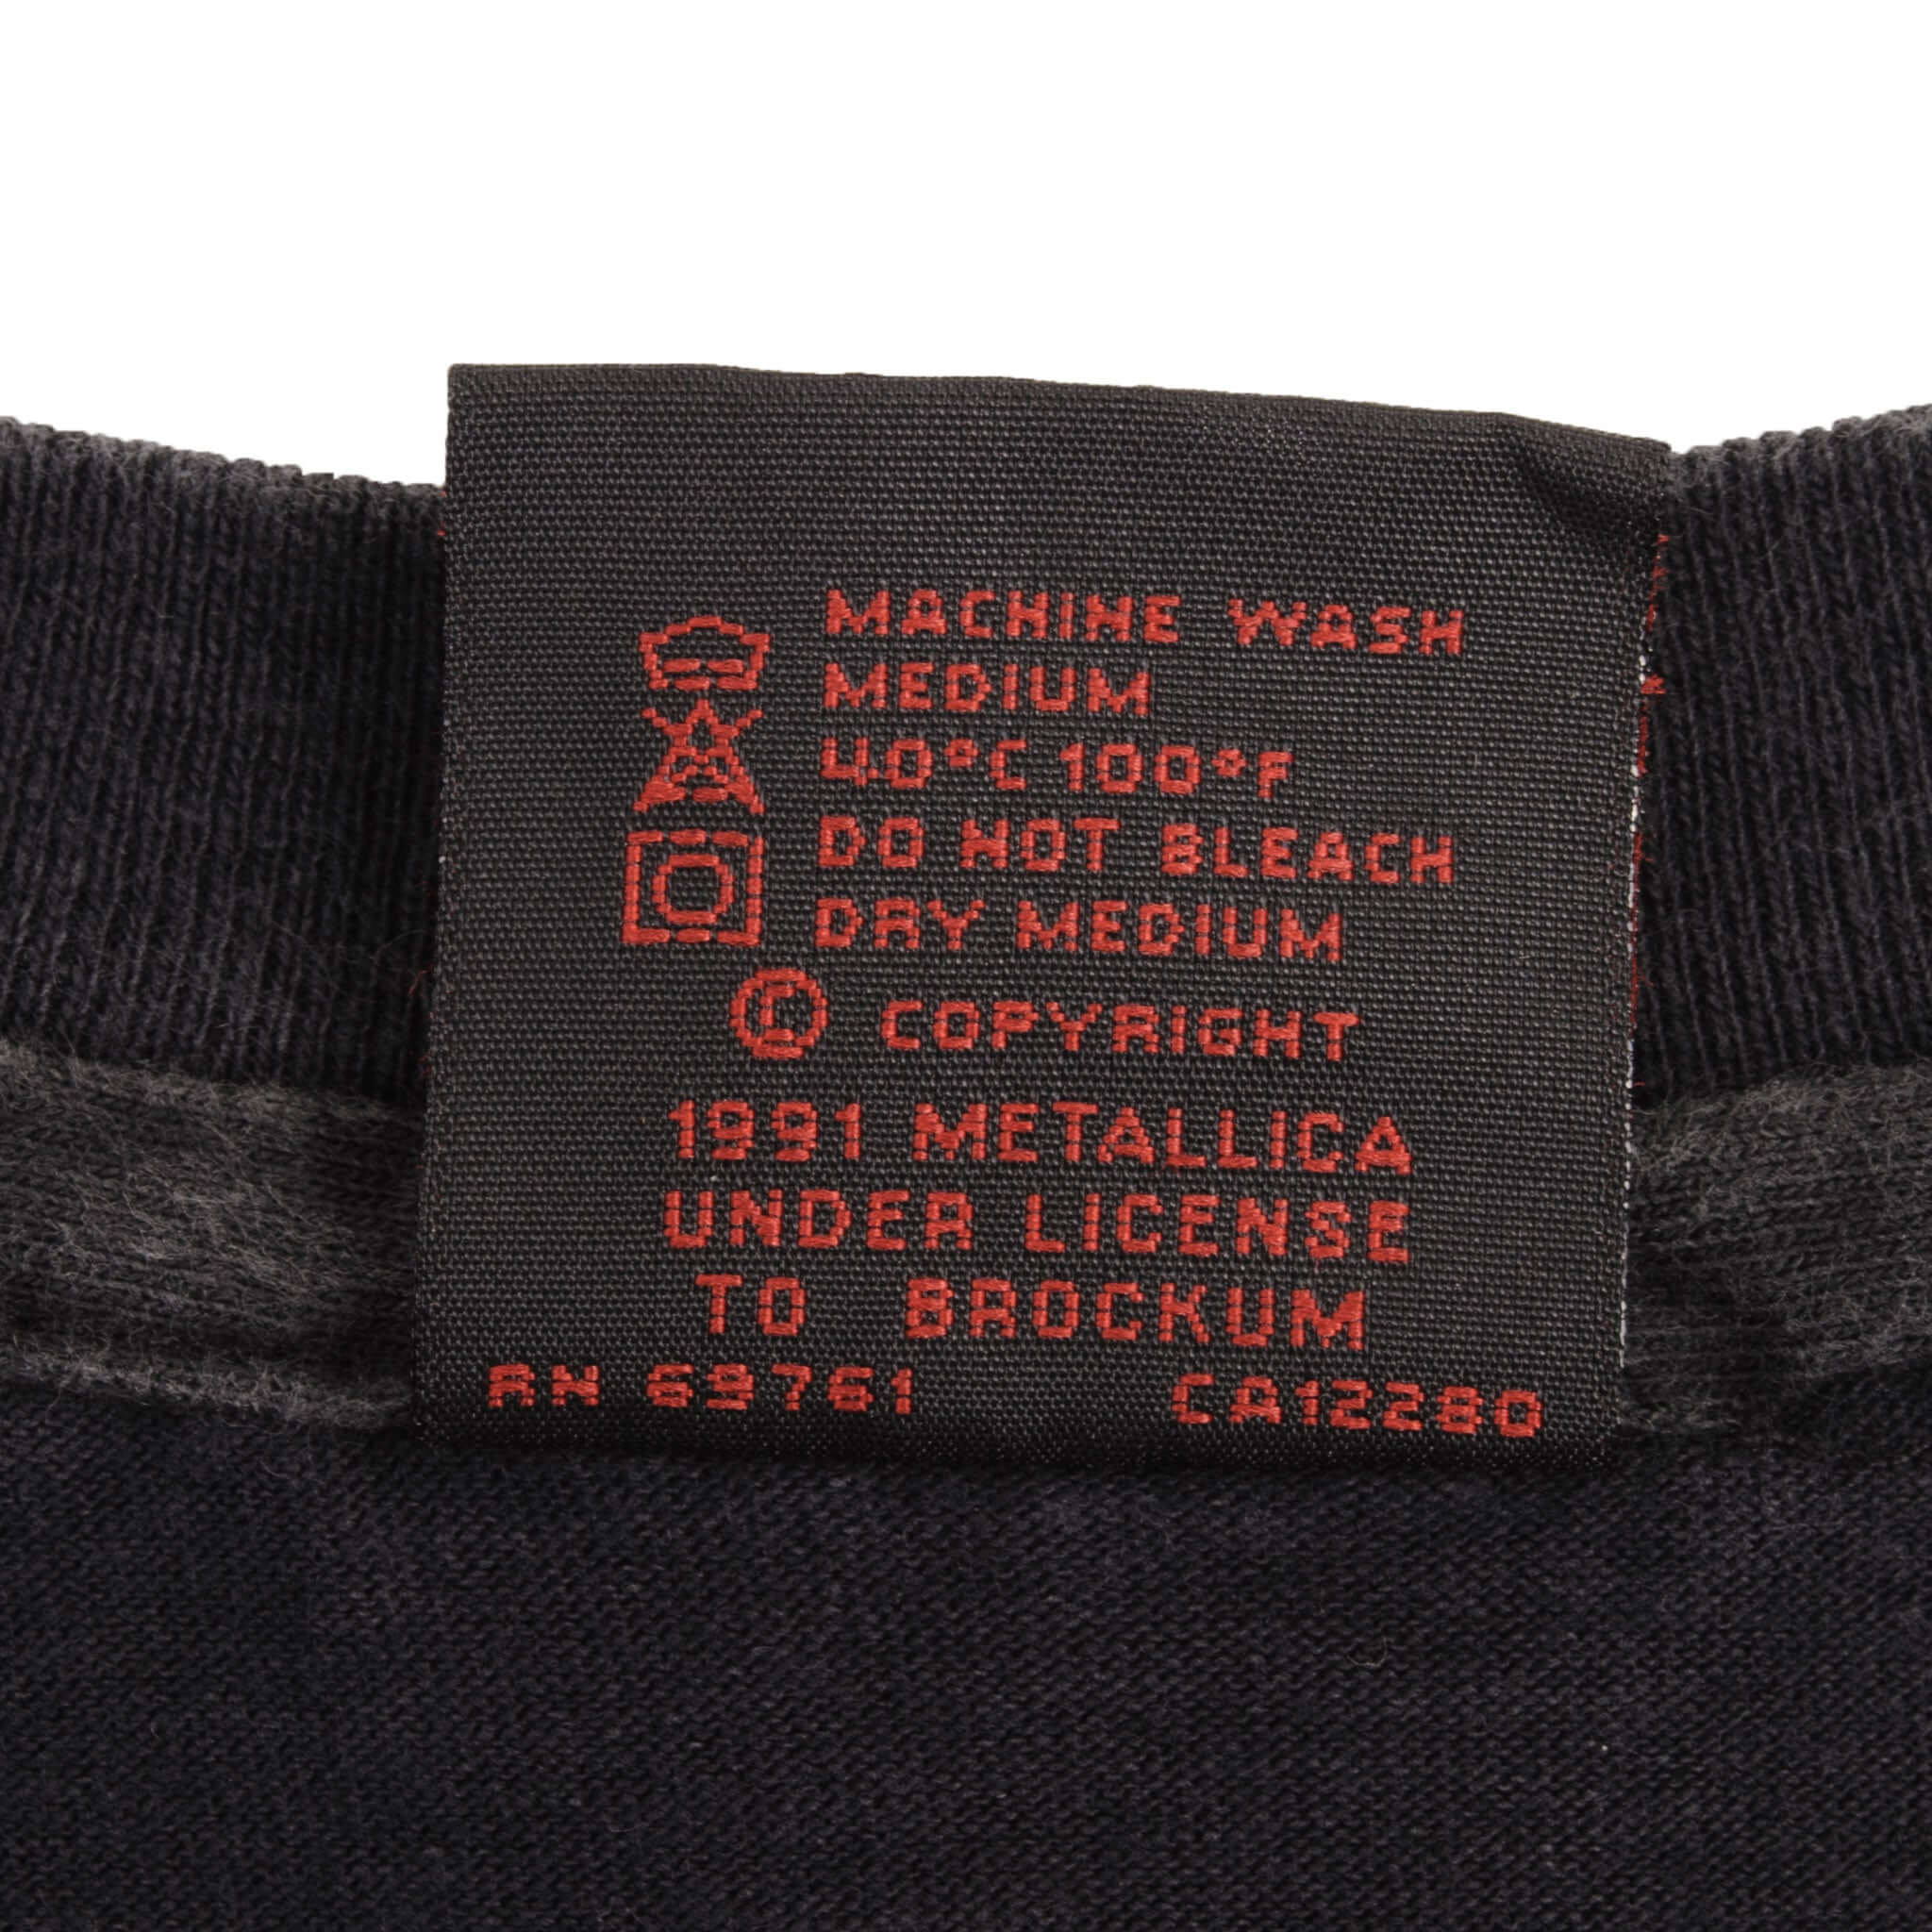 MACHINE WASH
MEDIUM
40°C 100°F
DO NOT BLEACH
DRY MEDIUM
© COPYRIGHT
1991 METALLICA
UNDER LICENSE
TO BROCKUM
RN 69761 CA12280